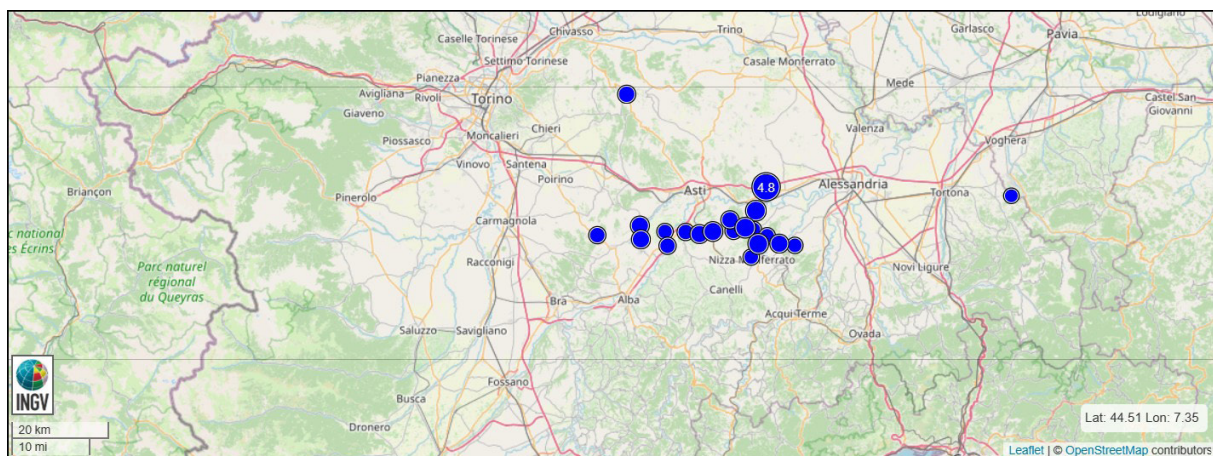 Lodigiano
Garlasco
Pavia
Caselle Torinese
Chivasso
Trino
Settimo Torinese
Casale Monferrato
Pianezza
Avigliana
Rivoli
Torino
Mede
Castel San
Giovanni
Giaveno
Chieri
Valenza
Piossasco
Moncalieri
Voghera
Vinovo
Santena
Briançon
Poirino
Pinerolo
Asti
4.8
Alessandria
Tortona
Carmagnola
c national
es Écrins
Racconigi
Parc naturel
régional
du Queyras
Nizza Monferrato
Novi Ligure
Canelli
Bra
Alba
Acqui Terme
Saluzzo
Savigliano
Ovada
Fossano
Busca
Dronero
INGV
20 km
10 mi
Lat: 44.51 Lon: 7.35
Leaflet | © OpenStreetMap contributors